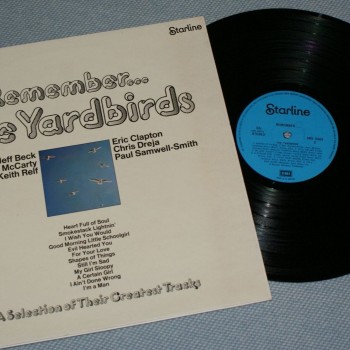 Starline
Remember...
e Yardbirds
Jeff Beck
McCarty
Keith Relf
Eric Clapton
Chris Dreja
Paul Samwell-Smith
Heart Full of Soul
Smokestack Lightnin'
I Wish You Would
Good Morning Little Schoolgirl
Evil Hearted You
For Your Love
Shapes of Things
Still I'm Sad
My Girl Sloopy
A Certain Girl
I Ain't Done Wrong
I'm a Man
A Selection of Their Greatest Tracks
Starline
EMI